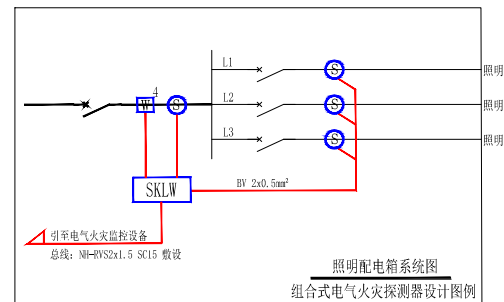 L1
照明
4
W
S
S
L2
S
照明
L3
S
照明
SKLW
BV 2x0.5mm²
引至电气火灾监控设备
总线: NH-RVS2x1.5 SC15 敷设
照明配电箱系统图
组合式电气火灾探测器设计图例